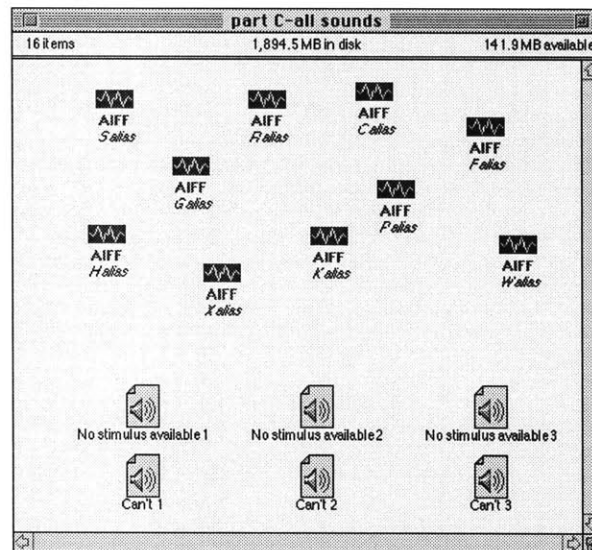 part C-all sounds
16 items 1,894.5 MB in disk 141.9 MB available
AIFF
S alias
AIFF
R alias
AIFF
C alias
AIFF
F alias
AIFF
G alias
AIFF
P alias
AIFF
H alias
AIFF
X alias
AIFF
K alias
AIFF
W alias
No stimulus available 1
No stimulus available 2
No stimulus available 3
Can't 1
Can't 2
Can't 3